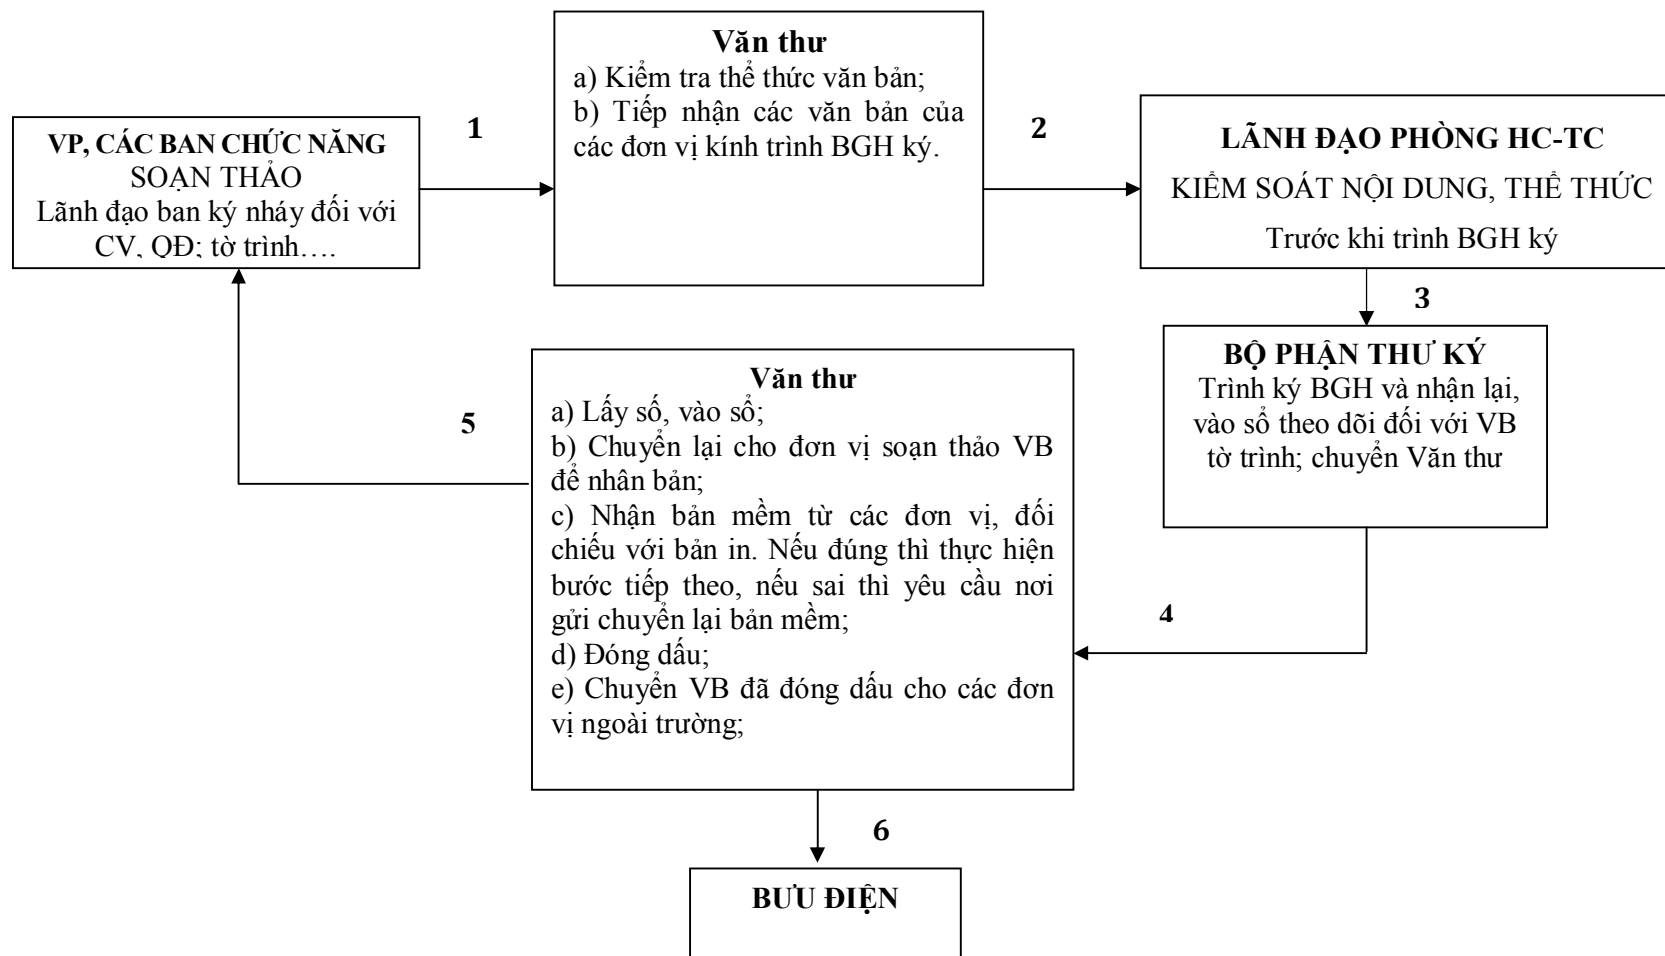 VP, CÁC BAN CHỨC NĂNG
SOẠN THẢO
Lãnh đạo ban ký nháy đối với
CV, QĐ; tờ trình….
1
Văn thư
a) Kiểm tra thể thức văn bản;
b) Tiếp nhận các văn bản của
các đơn vị kính trình BGH ký.
2
LÃNH ĐẠO PHÒNG HC-TC
KIỂM SOÁT NỘI DUNG, THỂ THỨC
Trước khi trình BGH ký
3
BỘ PHẬN THƯ KÝ
Trình ký BGH và nhận lại,
vào sổ theo dõi đối với VB
tờ trình; chuyển Văn thư
4
Văn thư
a) Lấy số, vào sổ;
b) Chuyển lại cho đơn vị soạn thảo VB
để nhân bản;
c) Nhận bản mềm từ các đơn vị, đối
chiếu với bản in. Nếu đúng thì thực hiện
bước tiếp theo, nếu sai thì yêu cầu nơi
gửi chuyển lại bản mềm;
d) Đóng dấu;
e) Chuyển VB đã đóng dấu cho các đơn
vị ngoài trường;
5
6
BƯU ĐIỆN